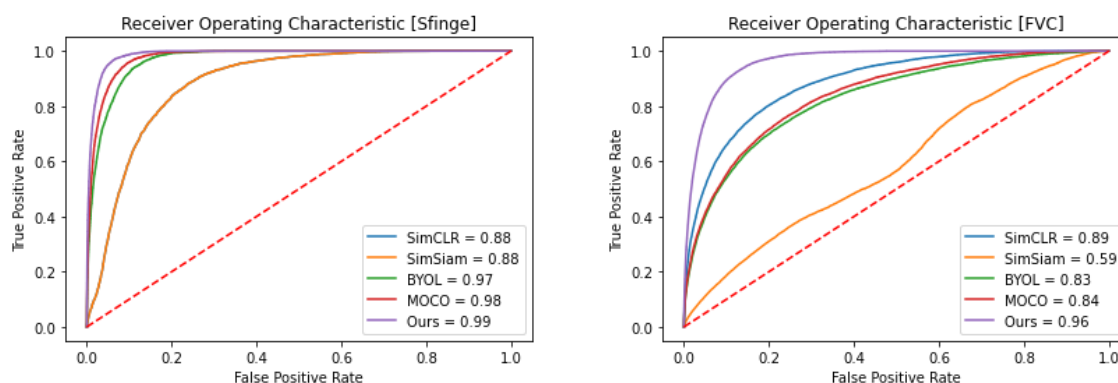 Receiver Operating Characteristic [Sfinge]
1.0
0.8
0.6
0.4
0.2
0.0
True Positive Rate
SimCLR = 0.88
SimSiam = 0.88
BYOL = 0.97
MOCO = 0.98
Ours = 0.99
0.0 0.2 0.4 0.6 0.8 1.0
False Positive Rate
Receiver Operating Characteristic [FVC]
1.0
0.8
0.6
0.4
0.2
0.0
True Positive Rate
SimCLR = 0.89
SimSiam = 0.59
BYOL = 0.83
MOCO = 0.84
Ours = 0.96
0.0 0.2 0.4 0.6 0.8 1.0
False Positive Rate